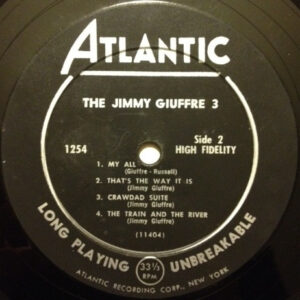 ATLANTIC
THE JIMMY GIUFFRE 3
1254
Side 2
HIGH FIDELITY
1. MY ALL
(Giuffre - Russell)
2. THAT'S THE WAY IT IS
(Jimmy Giuffre)
3. CRAWDAD SUITE
(Jimmy Giuffre)
4. THE TRAIN AND THE RIVER
(Jimmy Giuffre)
(11404)
LONG PLAYING 33 1/3 RPM UNBREAKABLE
ATLANTIC RECORDING CORP., NEW YORK